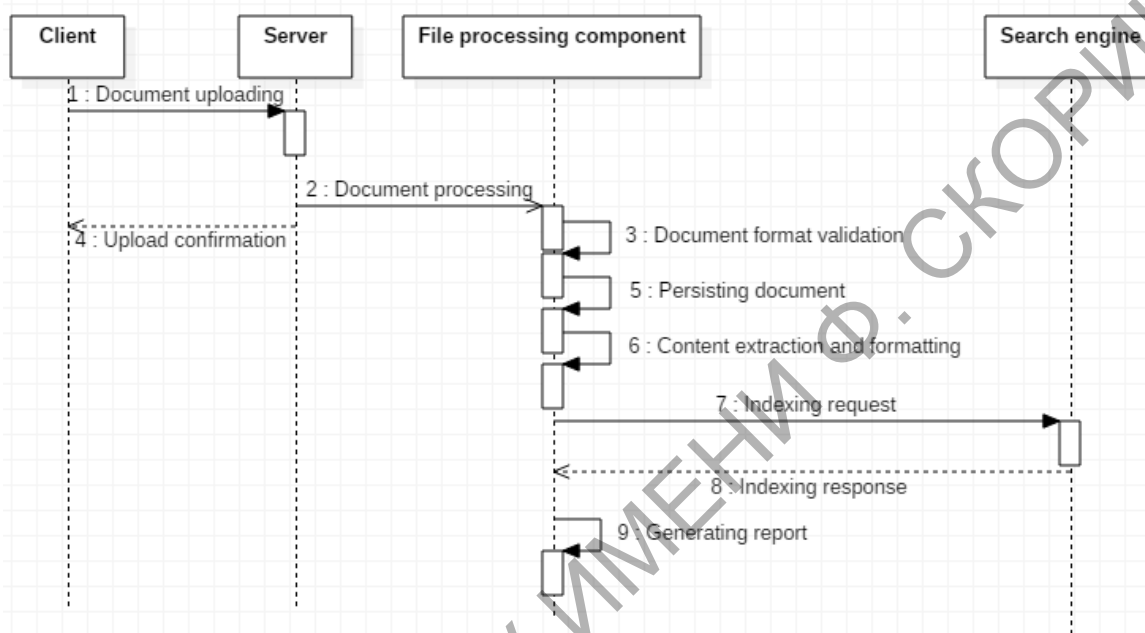 Client
Server
File processing component
Search engine
1 : Document uploading
2 : Document processing
3 : Document format validation
4 : Upload confirmation
5 : Persisting document
6 : Content extraction and formatting
7 : Indexing request
8 : Indexing response
9 : Generating report
ИМЕНИ Ф.